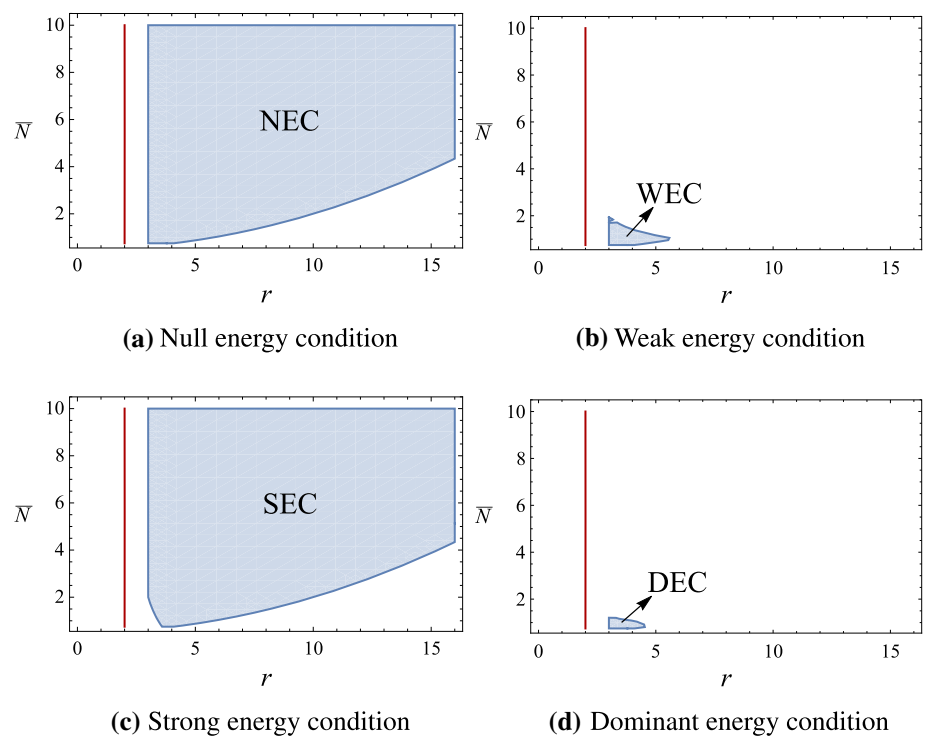 10
8
6
4
2
N̅
NEC
0 5 10 15
r
(a) Null energy condition
10
8
6
4
2
N̅
WEC
0 5 10 15
r
(b) Weak energy condition
10
8
6
4
2
N̅
SEC
0 5 10 15
r
(c) Strong energy condition
10
8
6
4
2
N̅
DEC
0 5 10 15
r
(d) Dominant energy condition